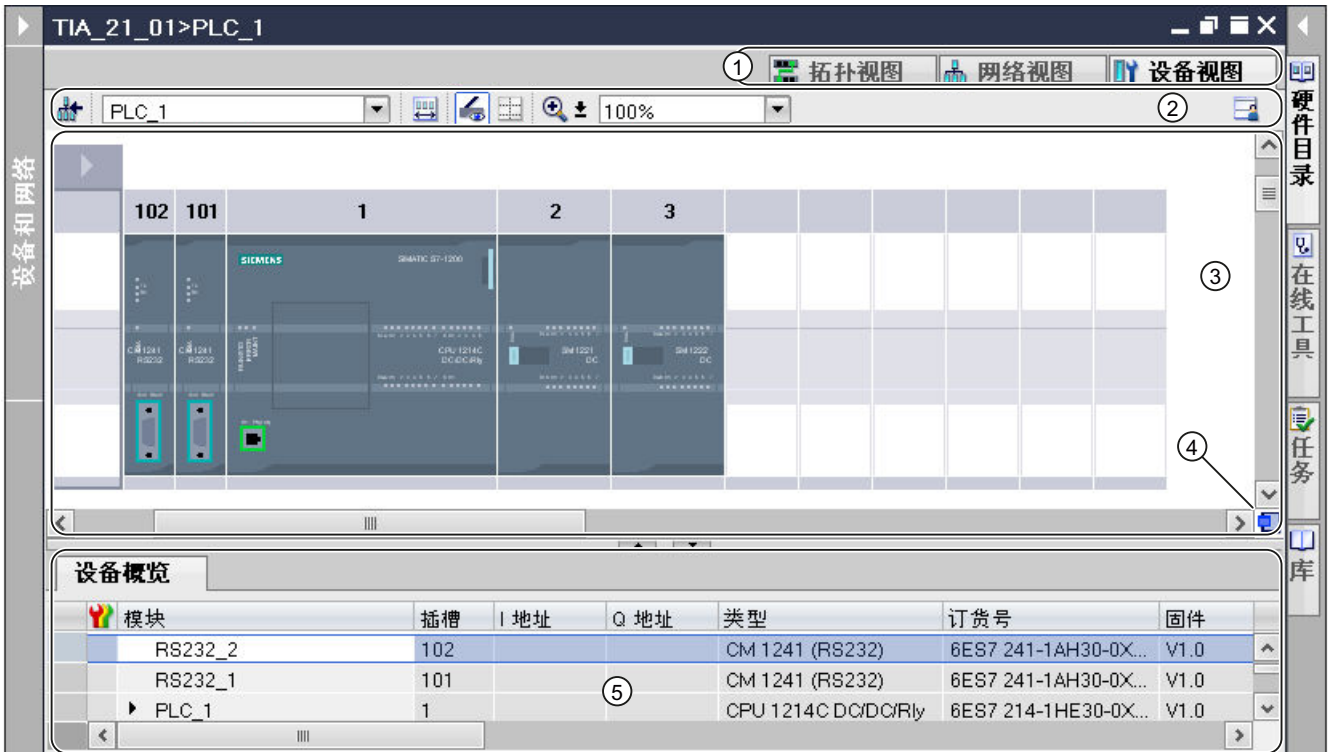 TIA_21_01>PLC_1
① 拓扑视图 网络视图 设备视图
PLC_1 100% ②
设备和网络
102 101 1 2 3
SIEMENS SIMATIC S7-1200
CM 1241 RS232
CM 1241 RS232
CPU 1214C DC/DC/Rly
SM 1221 DC
SM 1222 DC
③
④
设备概览
模块 插槽 I 地址 Q 地址 类型 订货号 固件
RS232_2 102 CM 1241 (RS232) 6ES7 241-1AH30-0X... V1.0
RS232_1 101 CM 1241 (RS232) 6ES7 241-1AH30-0X... V1.0
PLC_1 1 CPU 1214C DC/DC/Rly 6ES7 214-1HE30-0X... V1.0
⑤
硬件目录
在线工具
任务
库